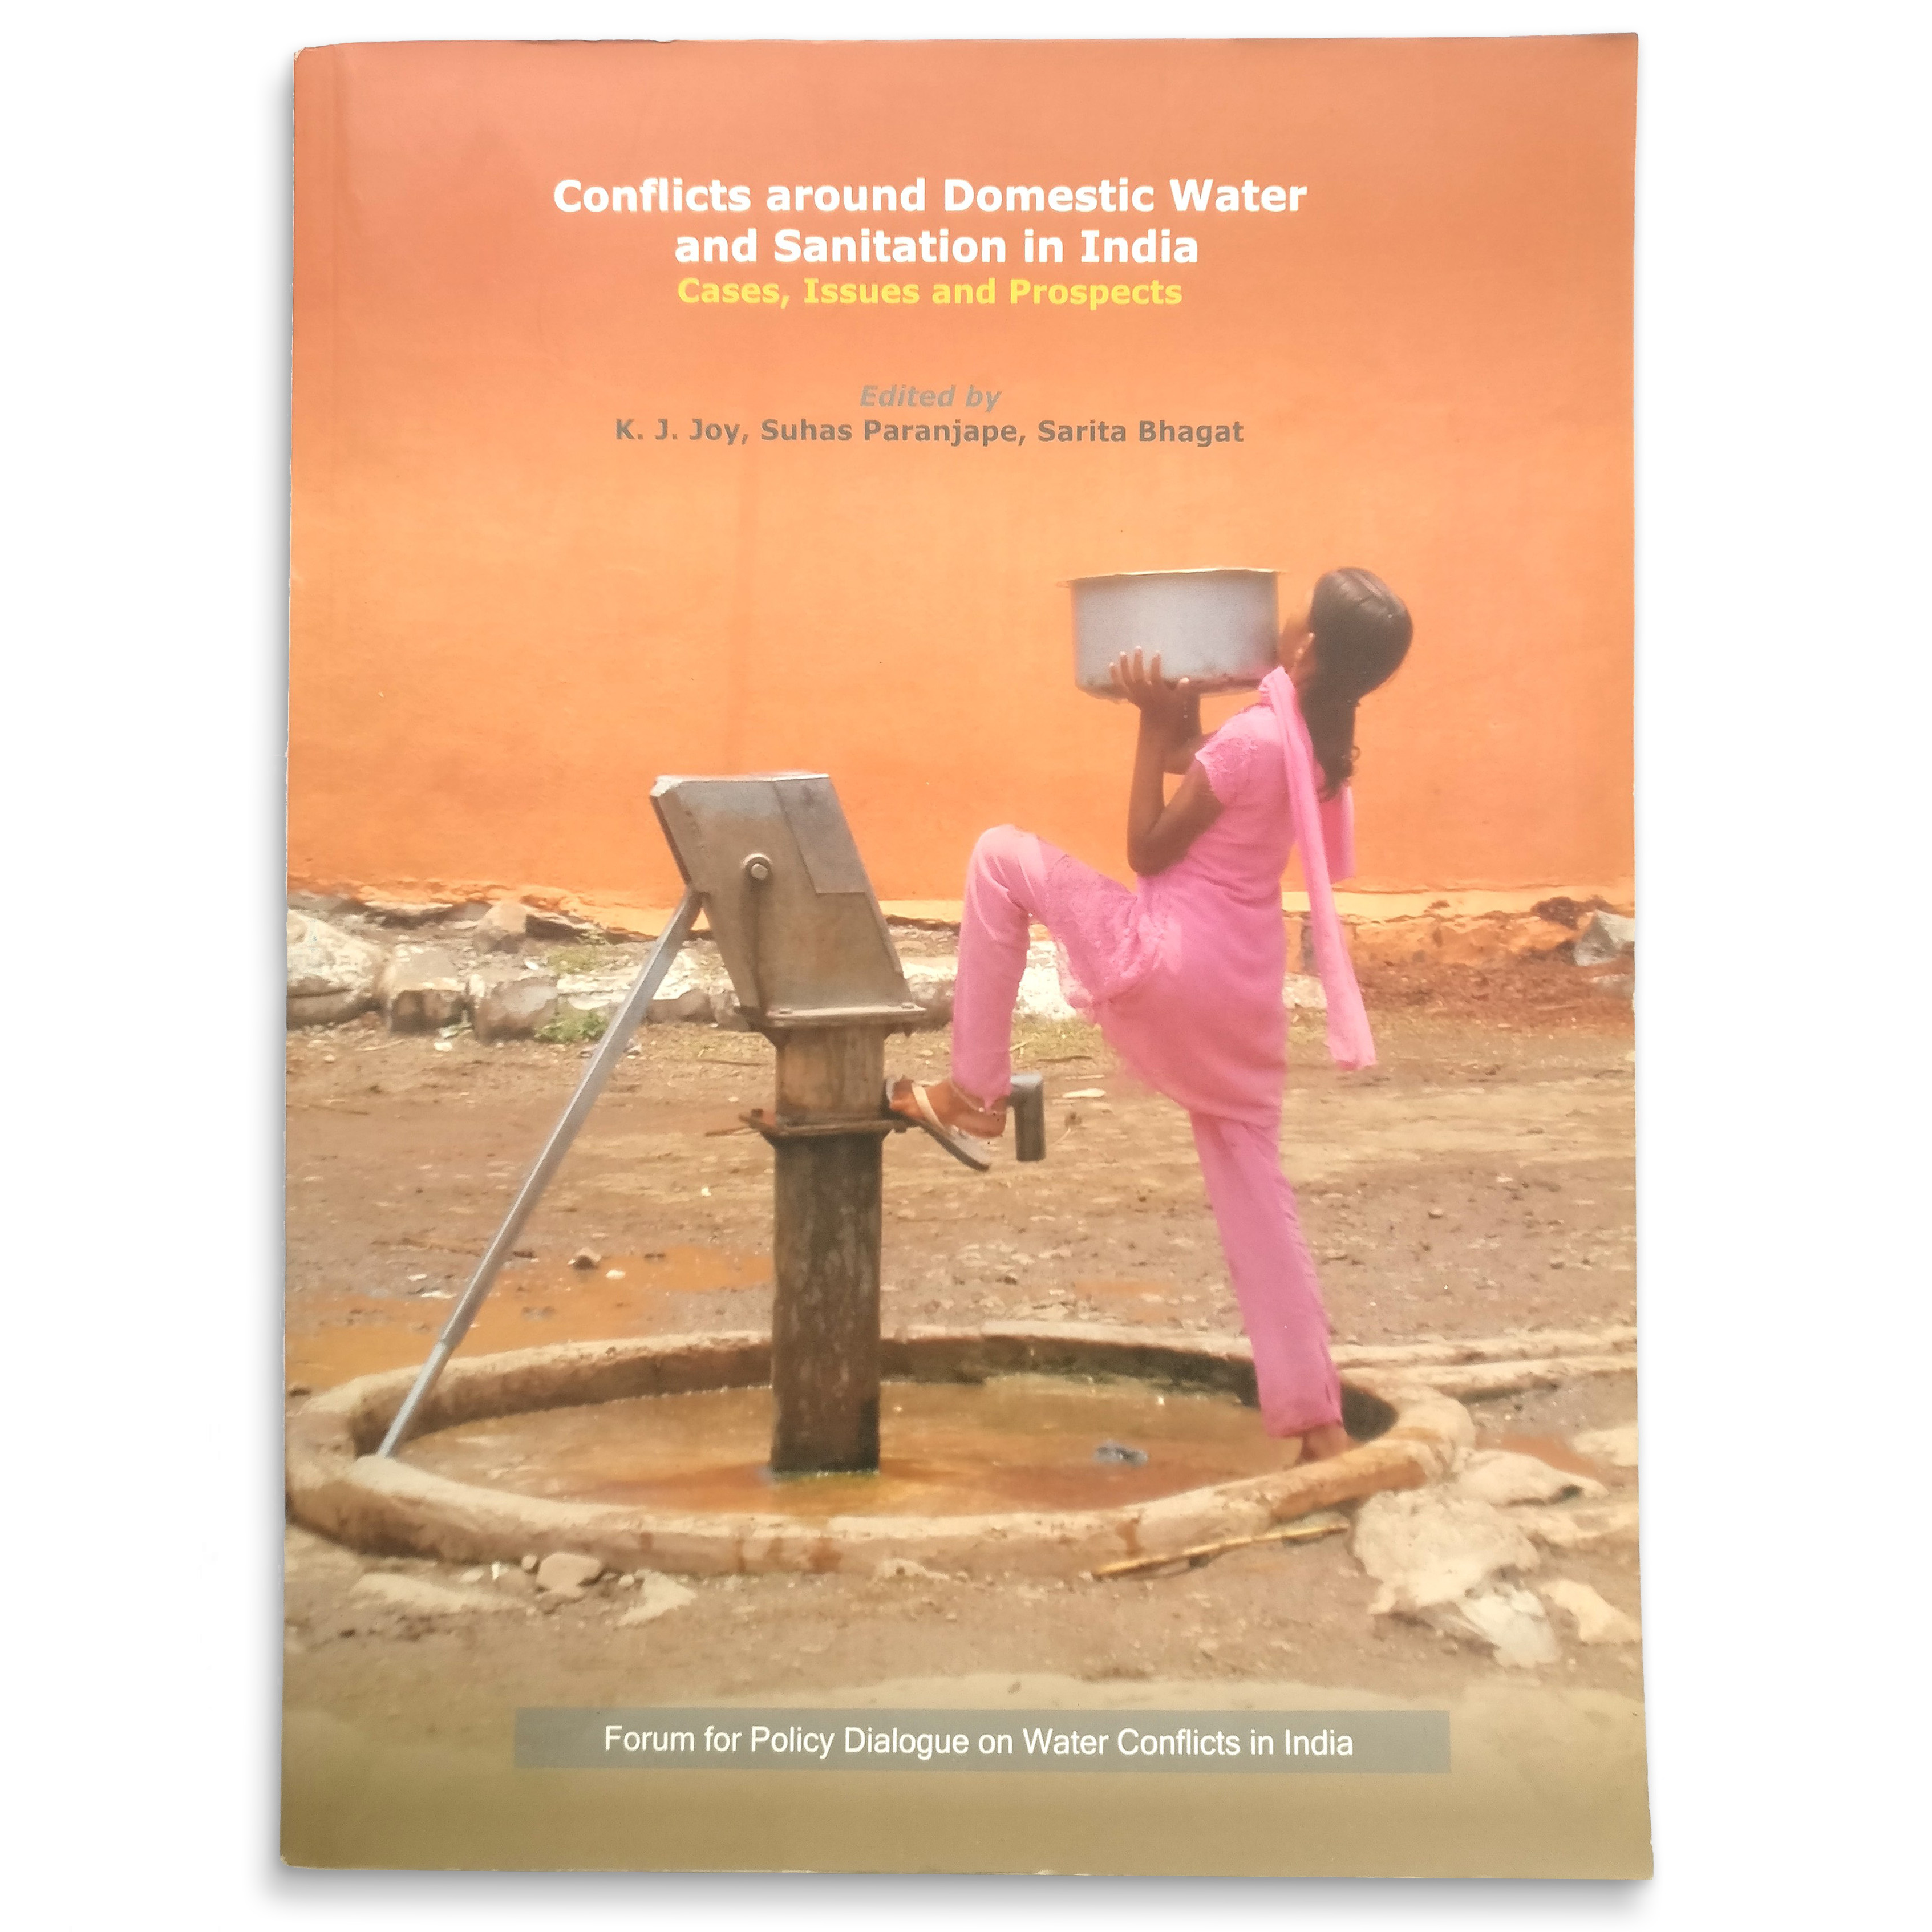 Conflicts around Domestic Water
and Sanitation in India
Cases, Issues and Prospects
Edited by
K. J. Joy, Suhas Paranjape, Sarita Bhagat
Forum for Policy Dialogue on Water Conflicts in India